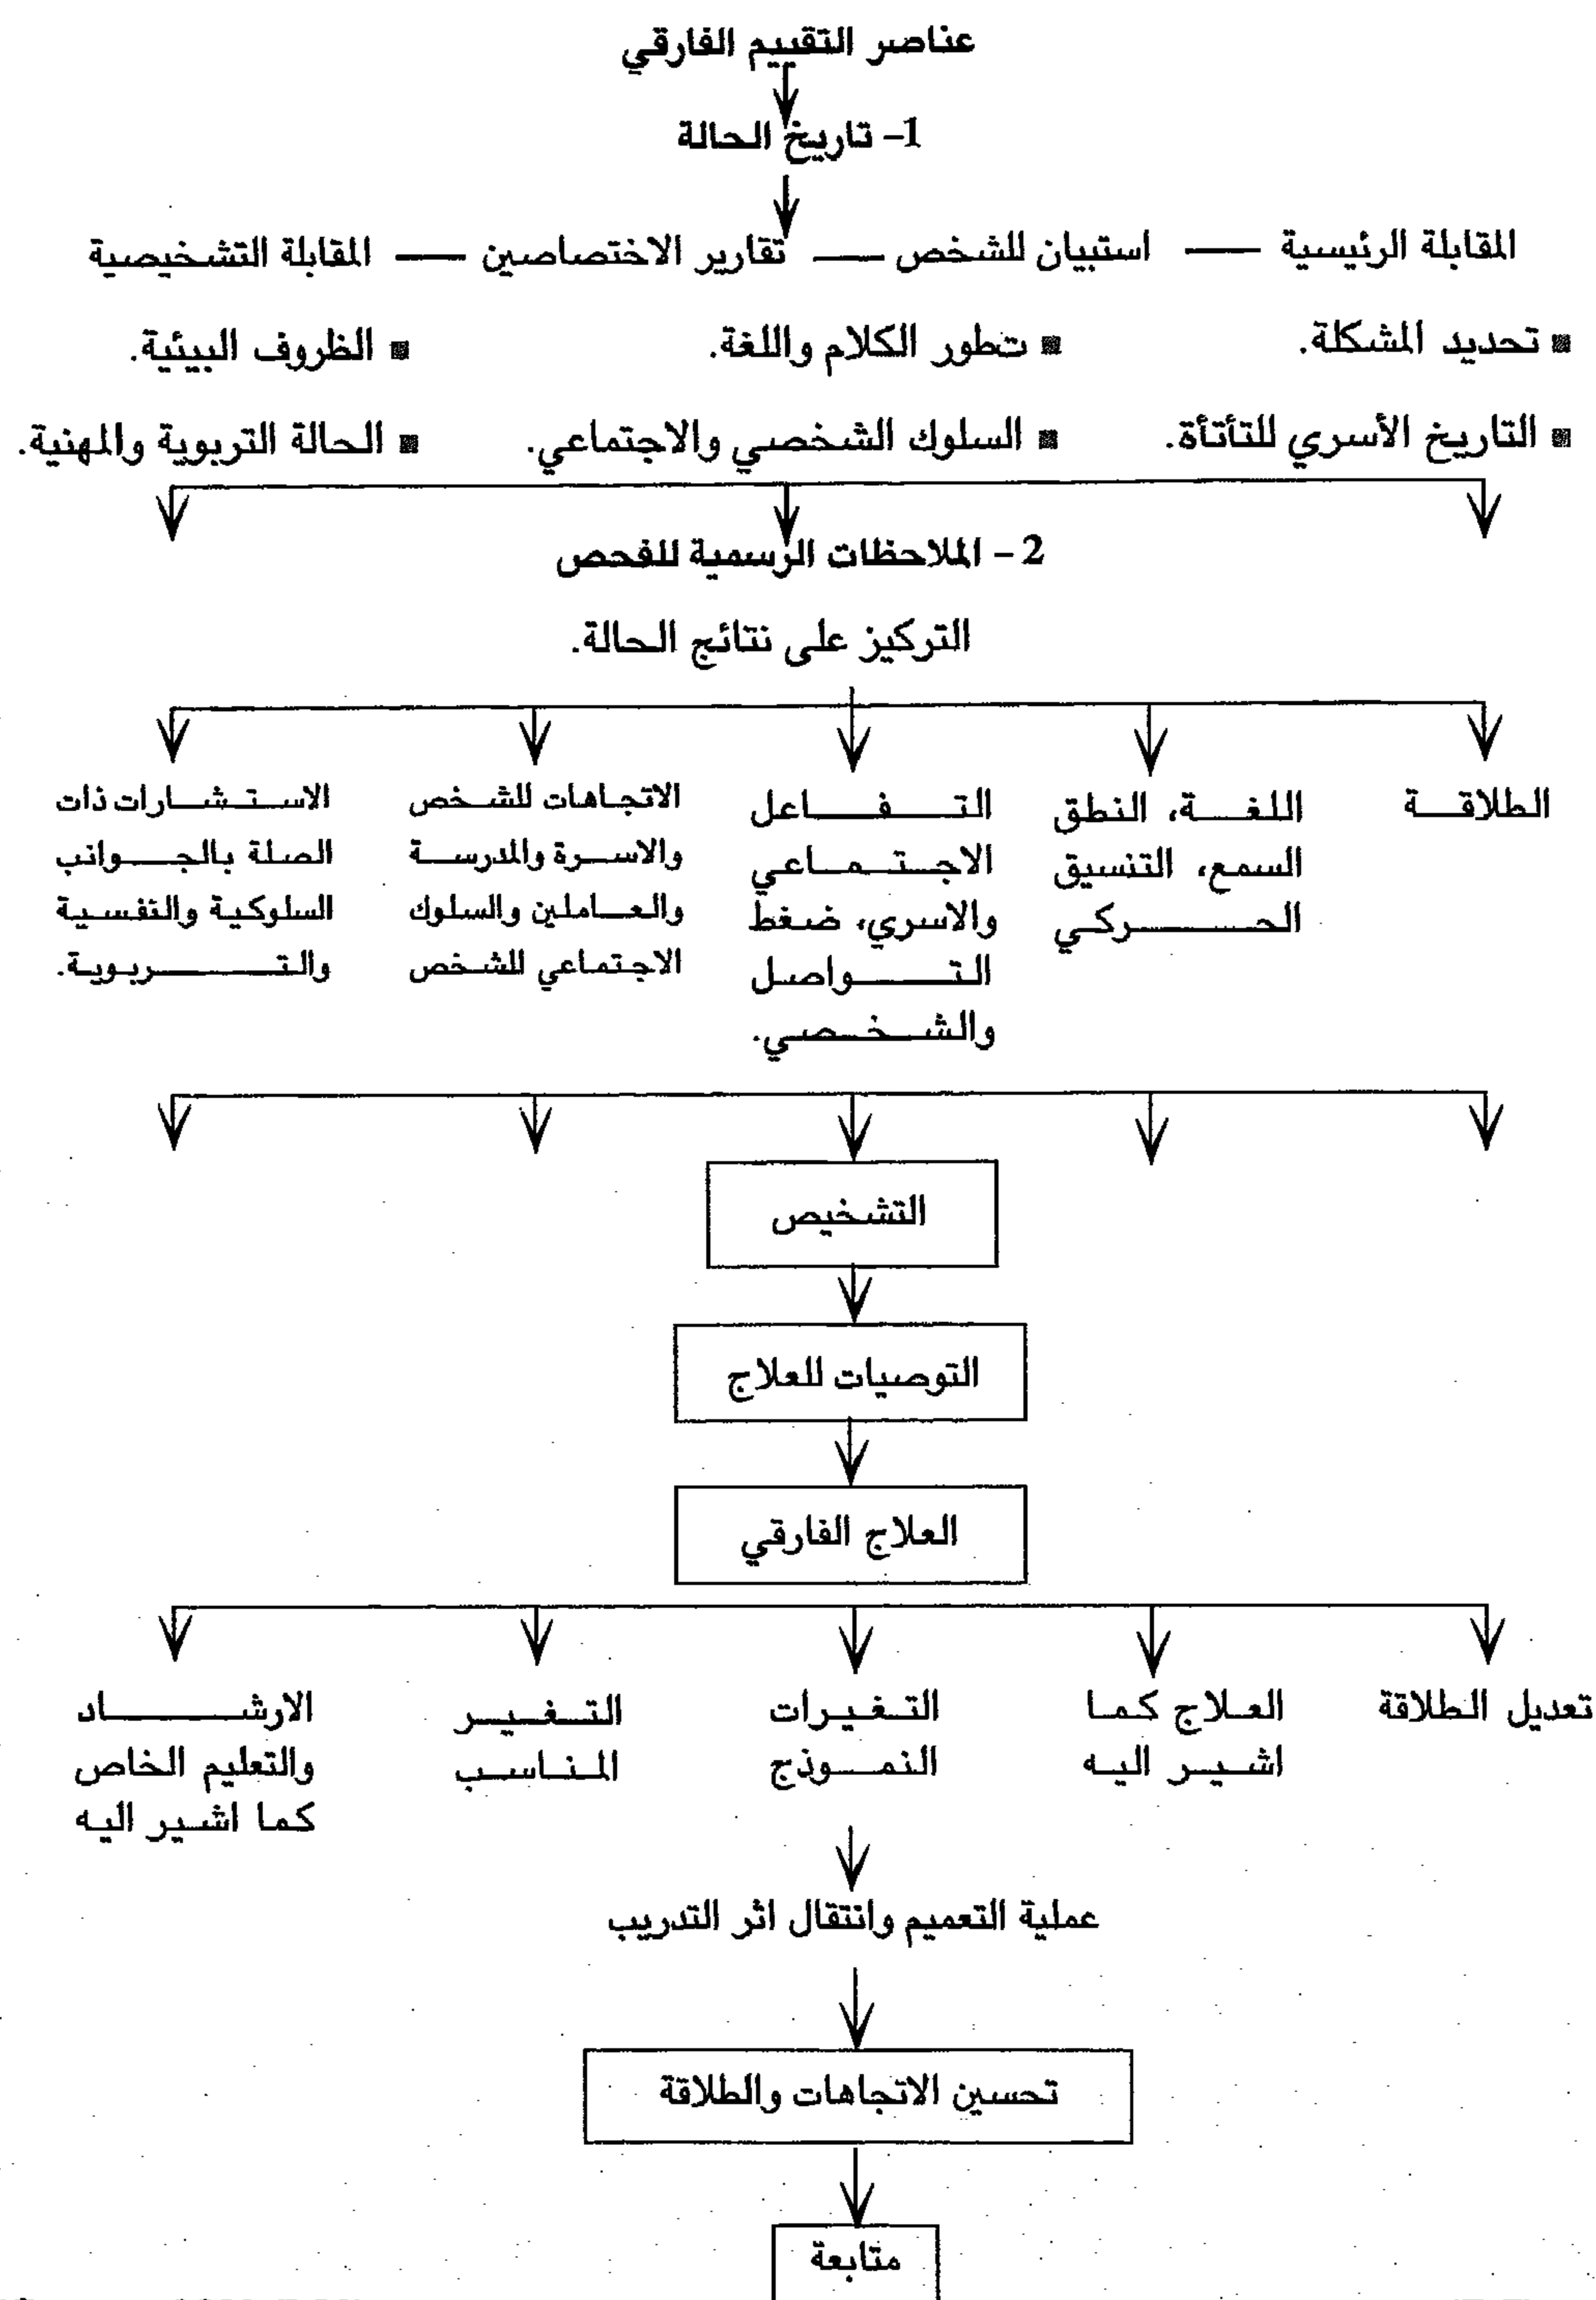 عناصر التقييم الفارقي
1- تاريخ الحالة
المقابلة الرئيسية — استبيان للشخص — تقارير الاختصاصين — المقابلة التشخيصية
▪ تحديد المشكلة. ▪ تطور الكلام واللغة. ▪ الظروف البيئية.
▪ التاريخ الأسري للتأتأة. ▪ السلوك الشخصي والاجتماعي. ▪ الحالة التربوية والمهنية.
2- الملاحظات الرسمية للفحص
التركيز على نتائج الحالة.
الطلاقة
اللغة، النطق
السمع، التنسيق
الحركي
التفاعل
الاجتماعي
والاسري، ضغط
التواصل
والشخصي.
الاتجاهات للشخص
والاسرة والمدرسة
والعاملين والسلوك
الاجتماعي للشخص
الاستشارات ذات
الصلة بالجوانب
السلوكية والنفسية
والتربوية.
التشخيص
التوصيات للعلاج
العلاج الفارقي
تعديل الطلاقة
العلاج كما
اشير اليه
التغيرات
النموذج
التغيير
المناسب
الارشاد
والتعليم الخاص
كما اشير اليه
عملية التعميم وانتقال اثر التدريب
تحسين الاتجاهات والطلاقة
متابعة